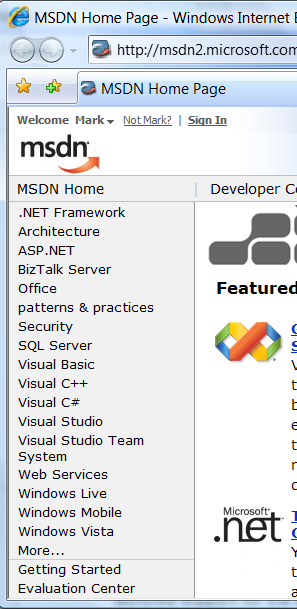 MSDN Home Page - Windows Internet E
http://msdn2.microsoft.com
MSDN Home Page
Welcome Mark Not Mark? | Sign In
msdn
MSDN Home | Developer Ce
.NET Framework
Architecture
ASP.NET
BizTalk Server
Office
patterns & practices
Security
SQL Server
Visual Basic
Visual C++
Visual C#
Visual Studio
Visual Studio Team
System
Web Services
Windows Live
Windows Mobile
Windows Vista
More...
Getting Started
Evaluation Center
Featured
Microsoft
.net